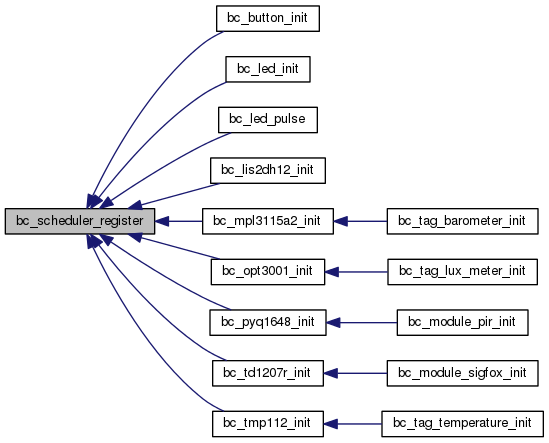 bc_button_init
bc_led_init
bc_led_pulse
bc_lis2dh12_init
bc_scheduler_register
bc_mpl3115a2_init
bc_tag_barometer_init
bc_opt3001_init
bc_tag_lux_meter_init
bc_pyq1648_init
bc_module_pir_init
bc_td1207r_init
bc_module_sigfox_init
bc_tmp112_init
bc_tag_temperature_init